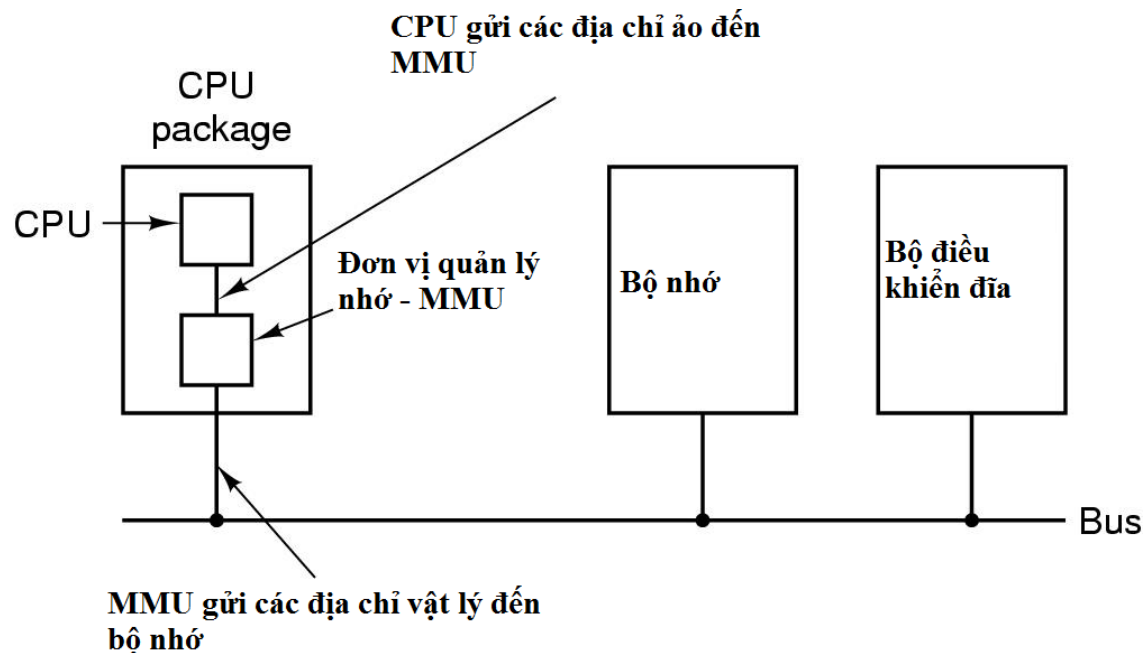 CPU gửi các địa chỉ ảo đến
MMU
CPU
package
CPU
Đơn vị quản lý
nhớ - MMU
Bộ nhớ
Bộ điều
khiển đĩa
Bus
MMU gửi các địa chỉ vật lý đến
bộ nhớ